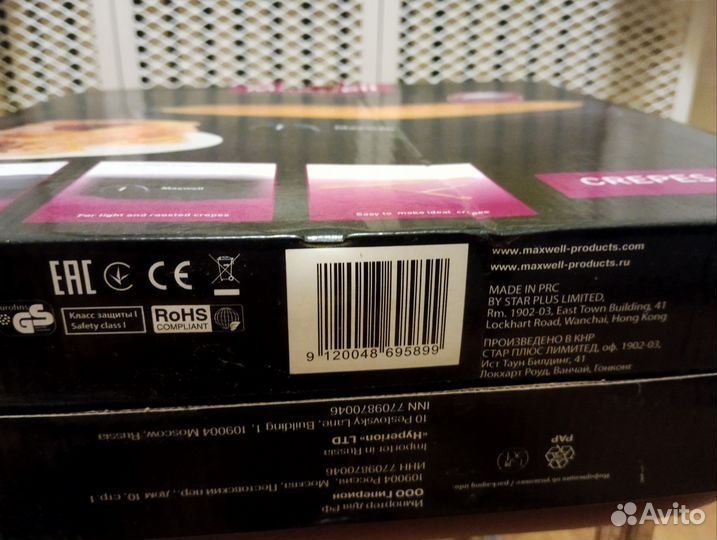 Maxwell
For light and roasted crepes
Easy to make ideal crepes
CREPES
www.maxwell-products.com
www.maxwell-products.ru
MADE IN PRC
BY STAR PLUS LIMITED,
Rm. 1902-03, East Town Building, 41
Lockhart Road, Wanchai, Hong Kong
ПРОИЗВЕДЕНО В КНР
СТАР ПЛЮС ЛИМИТЕД, оф. 1902-03,
Ист Таун Билдинг, 41
Локхарт Роуд, Ванчай, Гонконг
EAC
CE
GS
Класс защиты I
Safety class I
RoHS
COMPLIANT
9 120048 695899
Импортер для РФ
ООО Гиперион
109004 Россия, Москва, Пестовский пер., дом 10, стр.1
ИНН 7709870046
Importer in Russia
«Hyperion» LTD
10 Pestovsky Lane, Building 1, 109004 Moscow, Russia
INN 7709870046
PAP
Avito